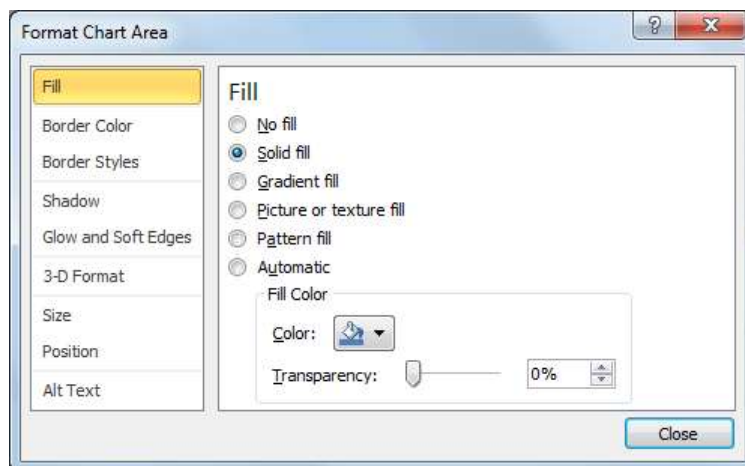 Format Chart Area
Fill
Border Color
Border Styles
Shadow
Glow and Soft Edges
3-D Format
Size
Position
Alt Text
Fill
No fill
Solid fill
Gradient fill
Picture or texture fill
Pattern fill
Automatic
Fill Color
Color:
Transparency: 0%
Close